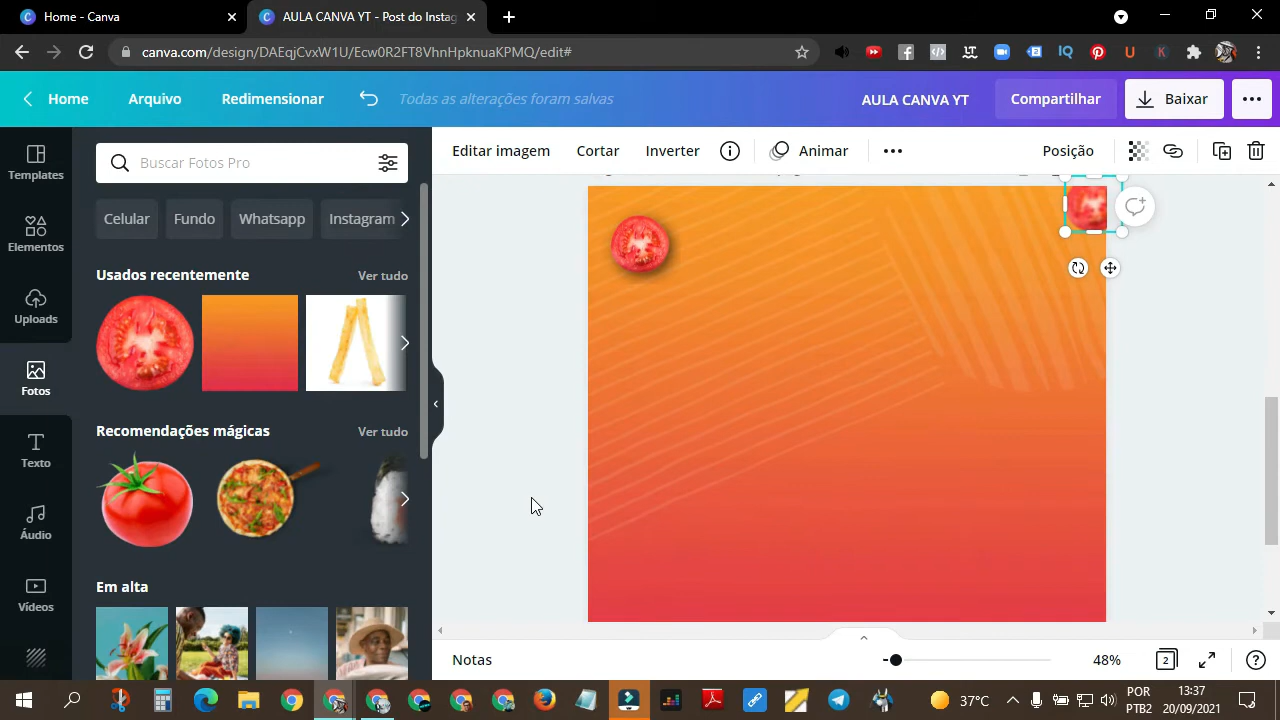 Home - Canva
AULA CANVA YT - Post do Instag
canva.com/design/DAEqjCvxW1U/Ecw0R2FT8VhnHpknuaKPMQ/edit#
Home
Arquivo
Redimensionar
Todas as alterações foram salvas
AULA CANVA YT
Compartilhar
Baixar
Templates
Elementos
Uploads
Fotos
Texto
Áudio
Vídeos
Buscar Fotos Pro
Celular
Fundo
Whatsapp
Instagram
Usados recentemente
Ver tudo
Recomendações mágicas
Ver tudo
Em alta
Editar imagem
Cortar
Inverter
Animar
Posição
Notas
48%
2
37°C
POR
PTB2
13:37
20/09/2021